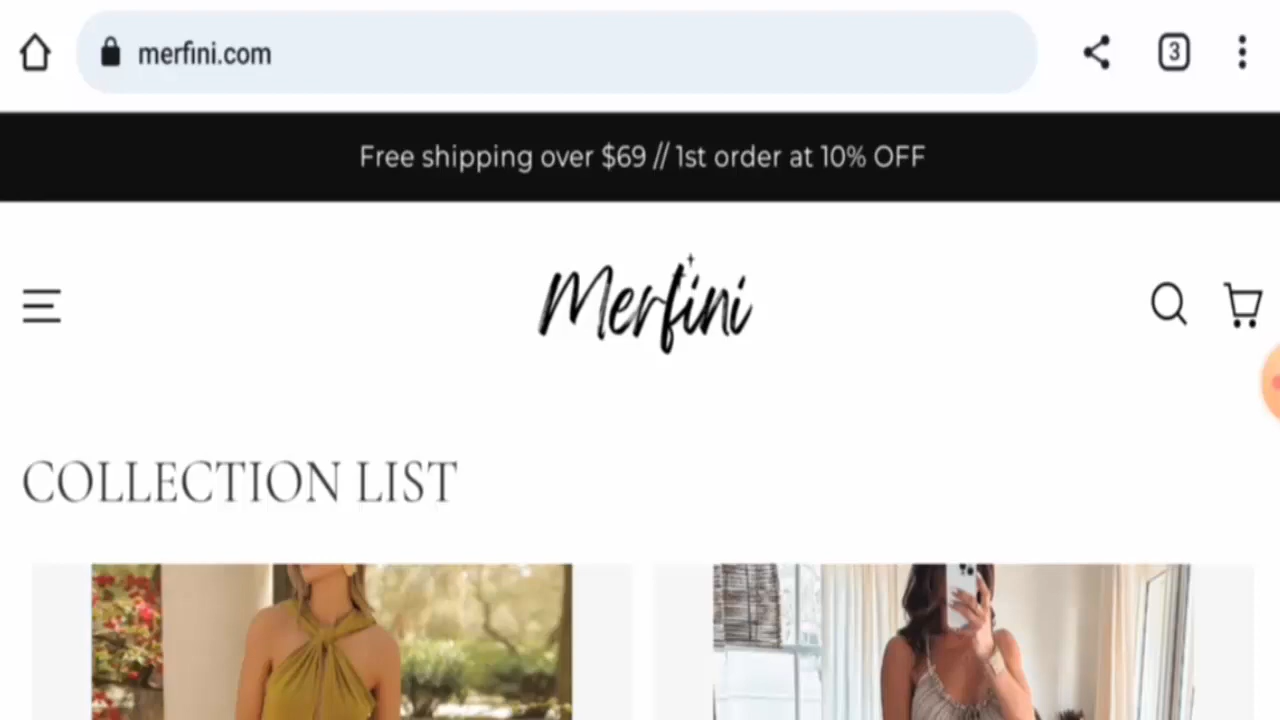 merfini.com
3
Free shipping over $69 // 1st order at 10% OFF
Merfini
COLLECTION LIST